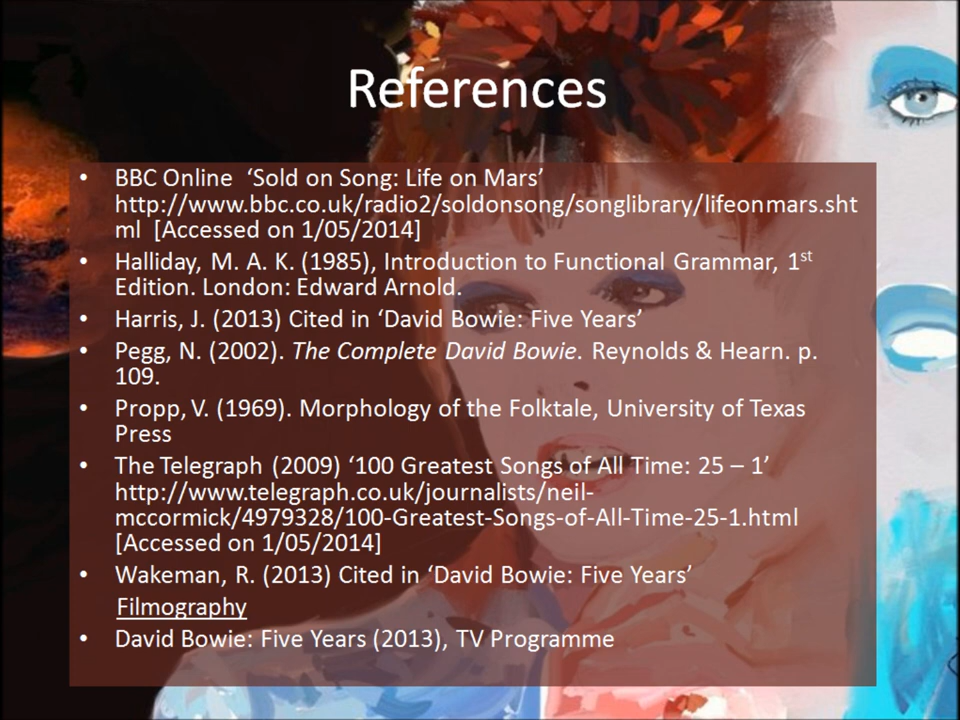 References
• BBC Online ‘Sold on Song: Life on Mars’
http://www.bbc.co.uk/radio2/soldonsong/songlibrary/lifeonmars.sht
ml [Accessed on 1/05/2014]
• Halliday, M. A. K. (1985), Introduction to Functional Grammar, 1st
Edition. London: Edward Arnold.
• Harris, J. (2013) Cited in ‘David Bowie: Five Years’
• Pegg, N. (2002). The Complete David Bowie. Reynolds & Hearn. p.
109.
• Propp, V. (1969). Morphology of the Folktale, University of Texas
Press
• The Telegraph (2009) ‘100 Greatest Songs of All Time: 25 – 1’
http://www.telegraph.co.uk/journalists/neil-
mccormick/4979328/100-Greatest-Songs-of-All-Time-25-1.html
[Accessed on 1/05/2014]
• Wakeman, R. (2013) Cited in ‘David Bowie: Five Years’
Filmography
• David Bowie: Five Years (2013), TV Programme